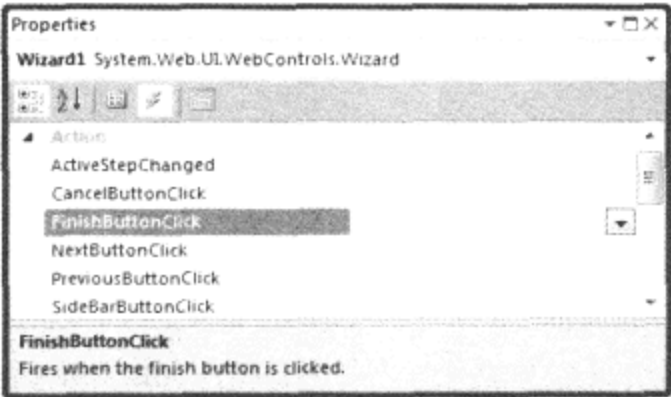 Properties
Wizard1 System.Web.UI.WebControls.Wizard
Action
ActiveStepChanged
CancelButtonClick
FinishButtonClick
NextButtonClick
PreviousButtonClick
SideBarButtonClick
FinishButtonClick
Fires when the finish button is clicked.